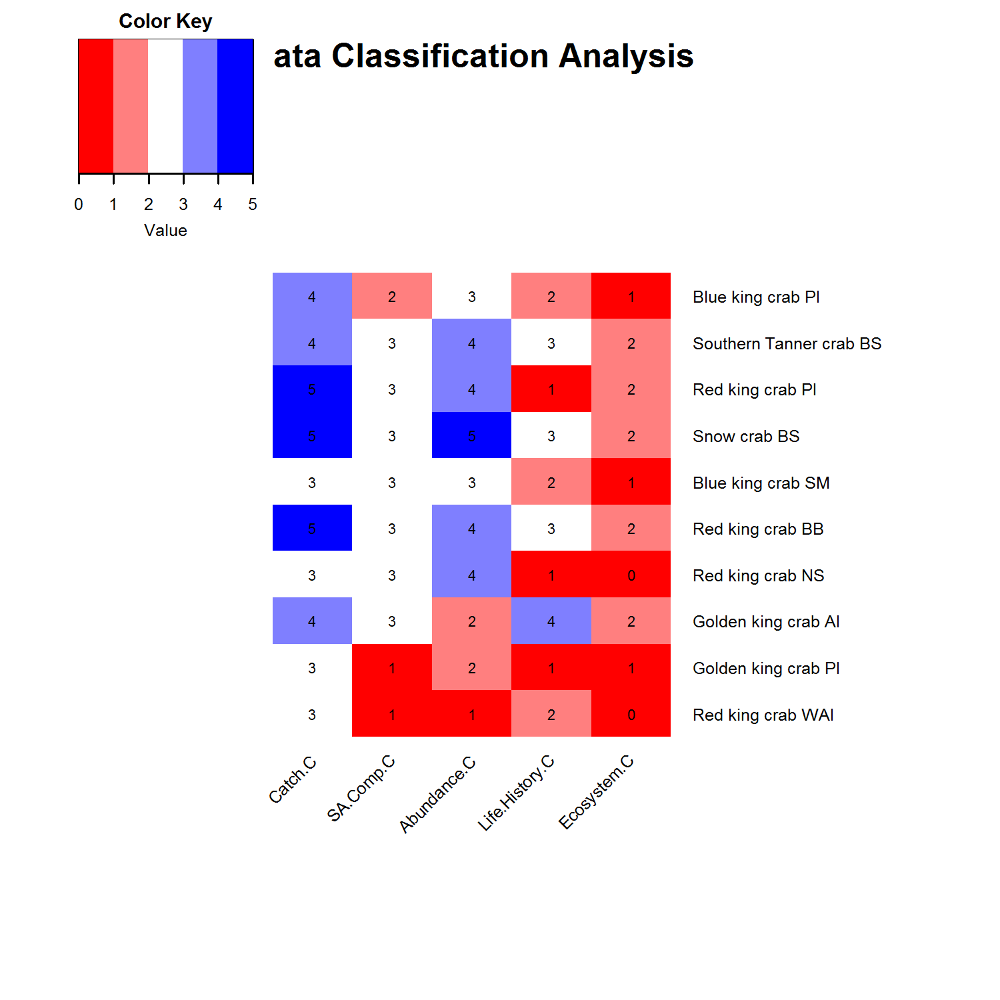 Color Key
ata Classification Analysis
0 1 2 3 4 5
Value
4 2 3 2 1 Blue king crab PI
4 3 4 3 2 Southern Tanner crab BS
5 3 4 1 2 Red king crab PI
5 3 5 3 2 Snow crab BS
3 3 3 2 1 Blue king crab SM
5 3 4 3 2 Red king crab BB
3 3 4 1 0 Red king crab NS
4 3 2 4 2 Golden king crab AI
3 1 2 1 1 Golden king crab PI
3 1 1 2 0 Red king crab WAI
Catch.C
SA.Comp.C
Abundance.C
Life.History.C
Ecosystem.C